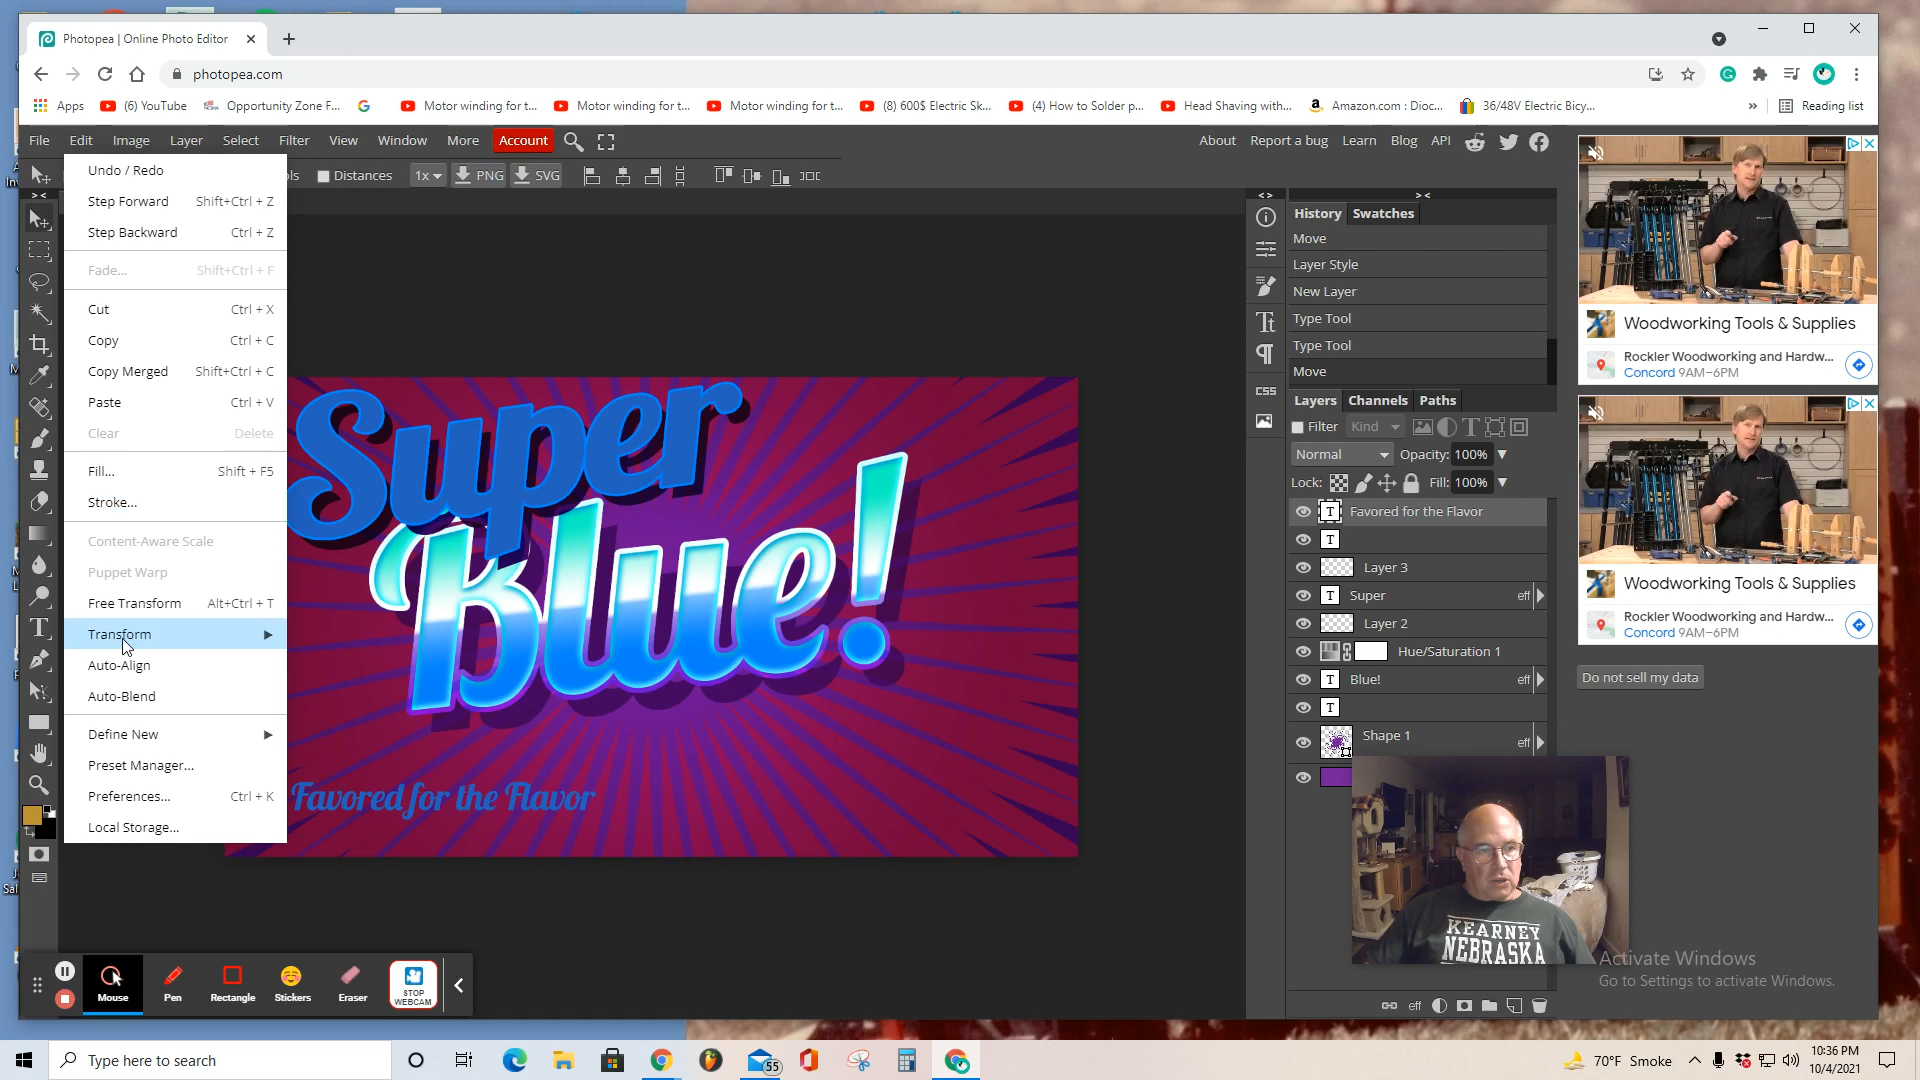 Photopea | Online Photo Editor
photopea.com
Apps
(6) YouTube
Opportunity Zone F...
Motor winding for t...
Motor winding for t...
Motor winding for t...
(8) 600$ Electric Sk...
(4) How to Solder p...
Head Shaving with...
Amazon.com : Dioc...
36/48V Electric Bicy...
Reading list
File Edit Image Layer Select Filter View Window More Account
About Report a bug Learn Blog API
Distances 1x PNG SVG
Undo / Redo
Step Forward Shift+Ctrl + Z
Step Backward Ctrl + Z
Fade... Shift+Ctrl + F
Cut Ctrl + X
Copy Ctrl + C
Copy Merged Shift+Ctrl + C
Paste Ctrl + V
Clear Delete
Fill... Shift + F5
Stroke...
Content-Aware Scale
Puppet Warp
Free Transform Alt+Ctrl + T
Transform
Auto-Align
Auto-Blend
Define New
Preset Manager...
Preferences... Ctrl + K
Local Storage...
Super
Blue!
Favored for the Flavor
History Swatches
Move
Layer Style
New Layer
Type Tool
Type Tool
Move
CSS
Layers Channels Paths
Filter Kind
Normal Opacity: 100%
Lock: Fill: 100%
Favored for the Flavor
Layer 3
Super eff
Layer 2
Hue/Saturation 1
Blue! eff
Shape 1
eff
eff
Woodworking Tools & Supplies
Rockler Woodworking and Hardw...
Concord 9AM–6PM
Woodworking Tools & Supplies
Rockler Woodworking and Hardw...
Concord 9AM–6PM
Do not sell my data
KEARNEY
NEBRASKA
Activate Windows
Go to Settings to activate Windows.
Mouse
Pen
Rectangle
Stickers
Eraser
STOP
WEBCAM
Type here to search
55
70°F Smoke
10:36 PM
10/4/2021